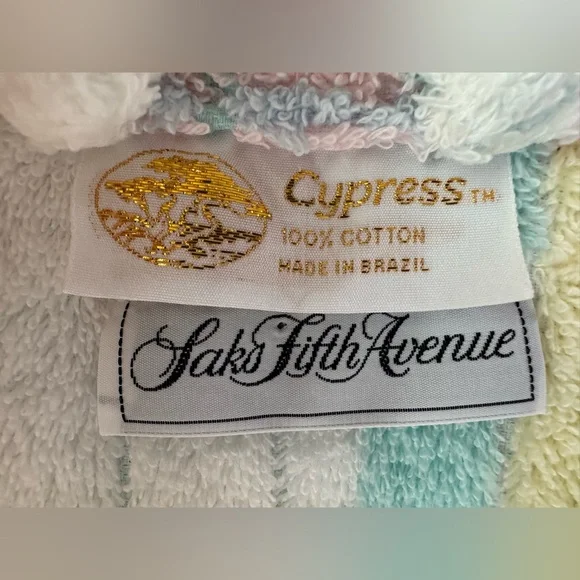 Cypress TM
100% COTTON
MADE IN BRAZIL
Saks Fifth Avenue